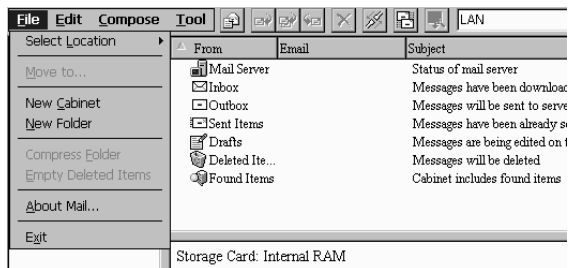 File Edit Compose Tool LAN
Select Location
Move to...
New Cabinet
New Folder
Compress Folder
Empty Deleted Items
About Mail...
Exit
From Email Subject
Mail Server Status of mail server
Inbox Messages have been downloa
Outbox Messages will be sent to serve
Sent Items Messages have been already s
Drafts Messages are being edited on t
Deleted Ite... Messages will be deleted
Found Items Cabinet includes found items
Storage Card: Internal RAM